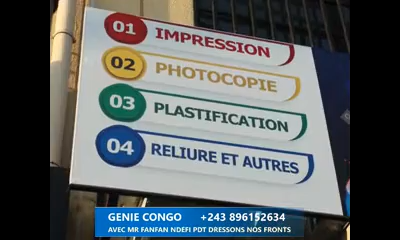 01 IMPRESSION
02 PHOTOCOPIE
03 PLASTIFICATION
04 RELIURE ET AUTRES
GENIE CONGO +243 896152634
AVEC MR FANFAN NDEFI PDT DRESSONS NOS FRONTS